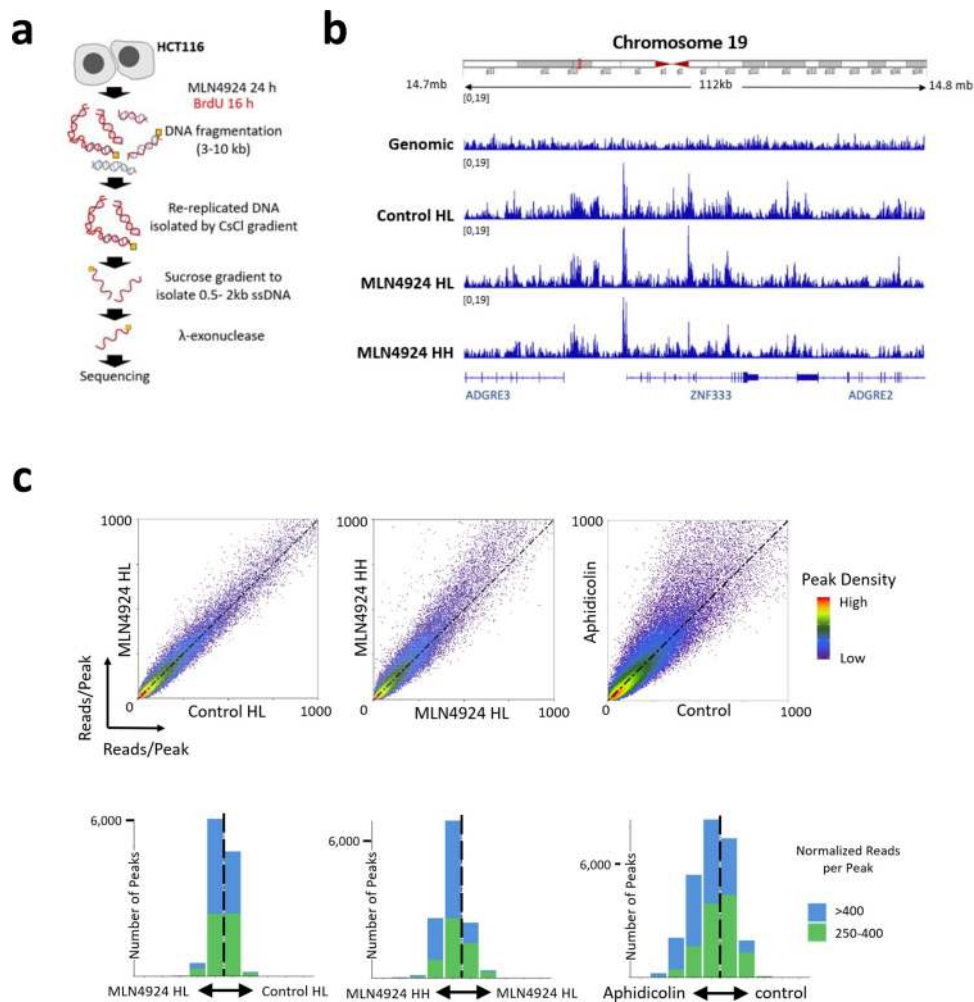 a
HCT116
MLN4924 24 h
BrdU 16 h
DNA fragmentation
(3-10 kb)
Re-replicated DNA
isolated by CsCl gradient
Sucrose gradient to
isolate 0.5- 2kb ssDNA
λ-exonuclease
Sequencing
b
Chromosome 19
14.7mb
112kb
14.8 mb
[0,19]
Genomic
[0,19]
Control HL
[0,19]
MLN4924 HL
[0,19]
MLN4924 HH
ADGRE3
ZNF333
ADGRE2
c
1000
MLN4924 HL
0
Control HL
1000
Reads/Peak
Reads/Peak
1000
MLN4924 HH
0
MLN4924 HL
1000
1000
Aphidicolin
0
Control
1000
Peak Density
High
Low
6,000
Number of Peaks
MLN4924 HL
Control HL
6,000
Number of Peaks
MLN4924 HH
MLN4924 HL
6,000
Number of Peaks
Aphidicolin
control
Normalized Reads
per Peak
>400
250-400